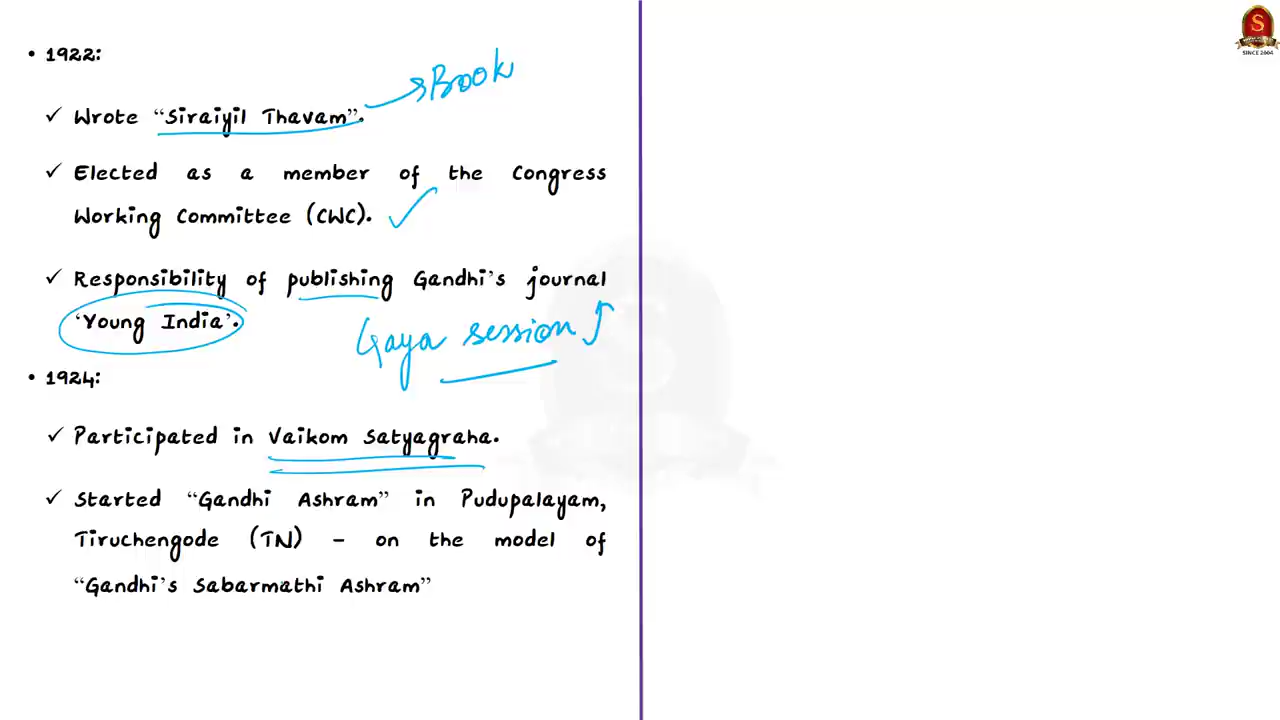 • 1922:
Book
✓ Wrote “Siraiyil Thavam”.
✓ Elected as a member of the Congress
Working Committee (CWC).
✓ Responsibility of publishing Gandhi's journal
‘Young India’.
Gaya session
• 1924:
✓ Participated in Vaikom Satyagraha.
✓ Started “Gandhi Ashram” in Pudupalayam,
Tiruchengode (TN) – on the model of
“Gandhi's Sabarmathi Ashram”
S
SINCE 2004